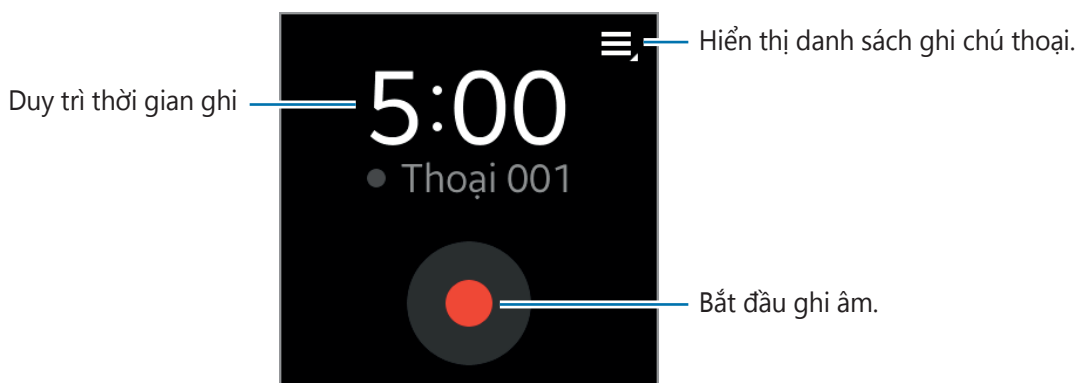 Hiển thị danh sách ghi chú thoại.
Duy trì thời gian ghi
5:00
Thoại 001
Bắt đầu ghi âm.